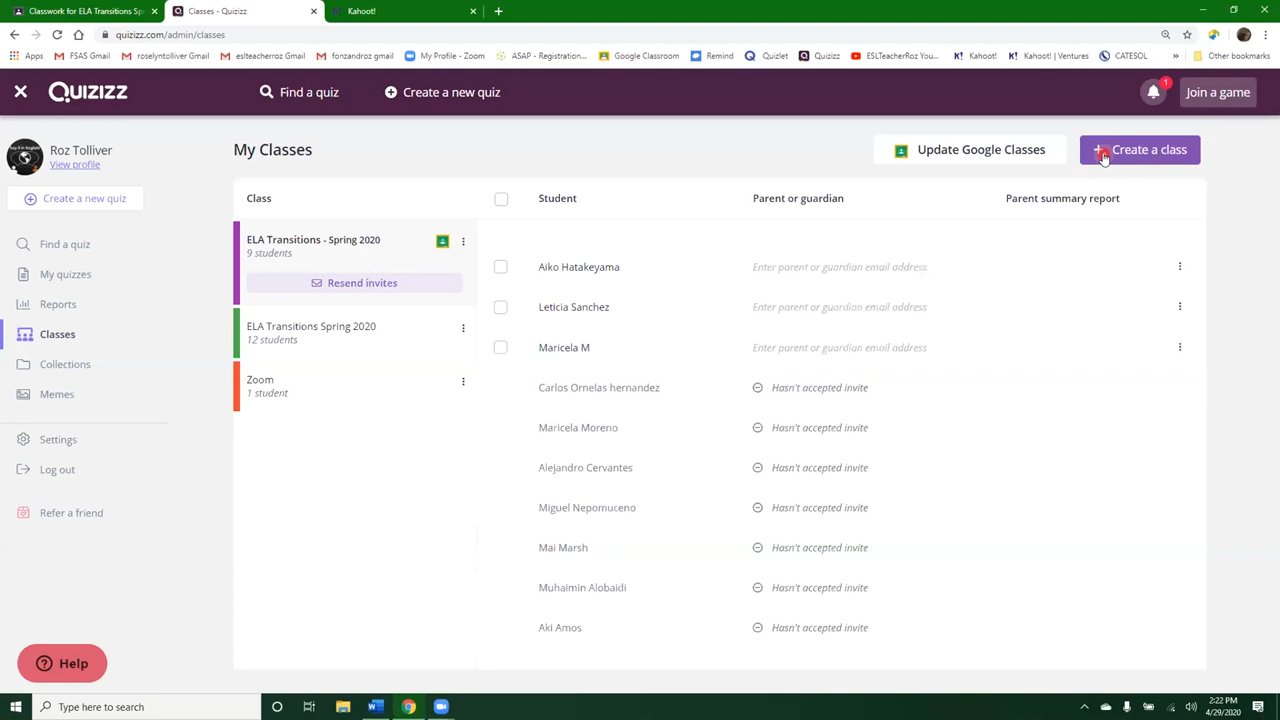 Classwork for ELA Transitions Sp
Classes - Quizizz
Kahoot!
quizizz.com/admin/classes
Apps
FSAS Gmail
roselyntolliver Gmail
eslteacherroz Gmail
fonzandroz gmail
My Profile - Zoom
ASAP - Registration...
Google Classroom
Remind
Quizlet
Quizizz
ESLTeacherRoz You...
Kahoot!
Kahoot! | Ventures
CATESOL
»
Other bookmarks
Quizizz
Find a quiz
Create a new quiz
1
Join a game
Roz Tolliver
View profile
Create a new quiz
Find a quiz
My quizzes
Reports
Classes
Collections
Memes
Settings
Log out
Refer a friend
Help
My Classes
Update Google Classes
+ Create a class
Class
Student
Parent or guardian
Parent summary report
ELA Transitions - Spring 2020
9 students
Resend invites
ELA Transitions Spring 2020
12 students
Zoom
1 student
Aiko Hatakeyama
Enter parent or guardian email address
Leticia Sanchez
Enter parent or guardian email address
Maricela M
Enter parent or guardian email address
Carlos Ornelas hernandez
Hasn't accepted invite
Maricela Moreno
Hasn't accepted invite
Alejandro Cervantes
Hasn't accepted invite
Miguel Nepomuceno
Hasn't accepted invite
Mai Marsh
Hasn't accepted invite
Muhaimin Alobaidi
Hasn't accepted invite
Aki Amos
Hasn't accepted invite
Type here to search
2:22 PM
4/29/2020